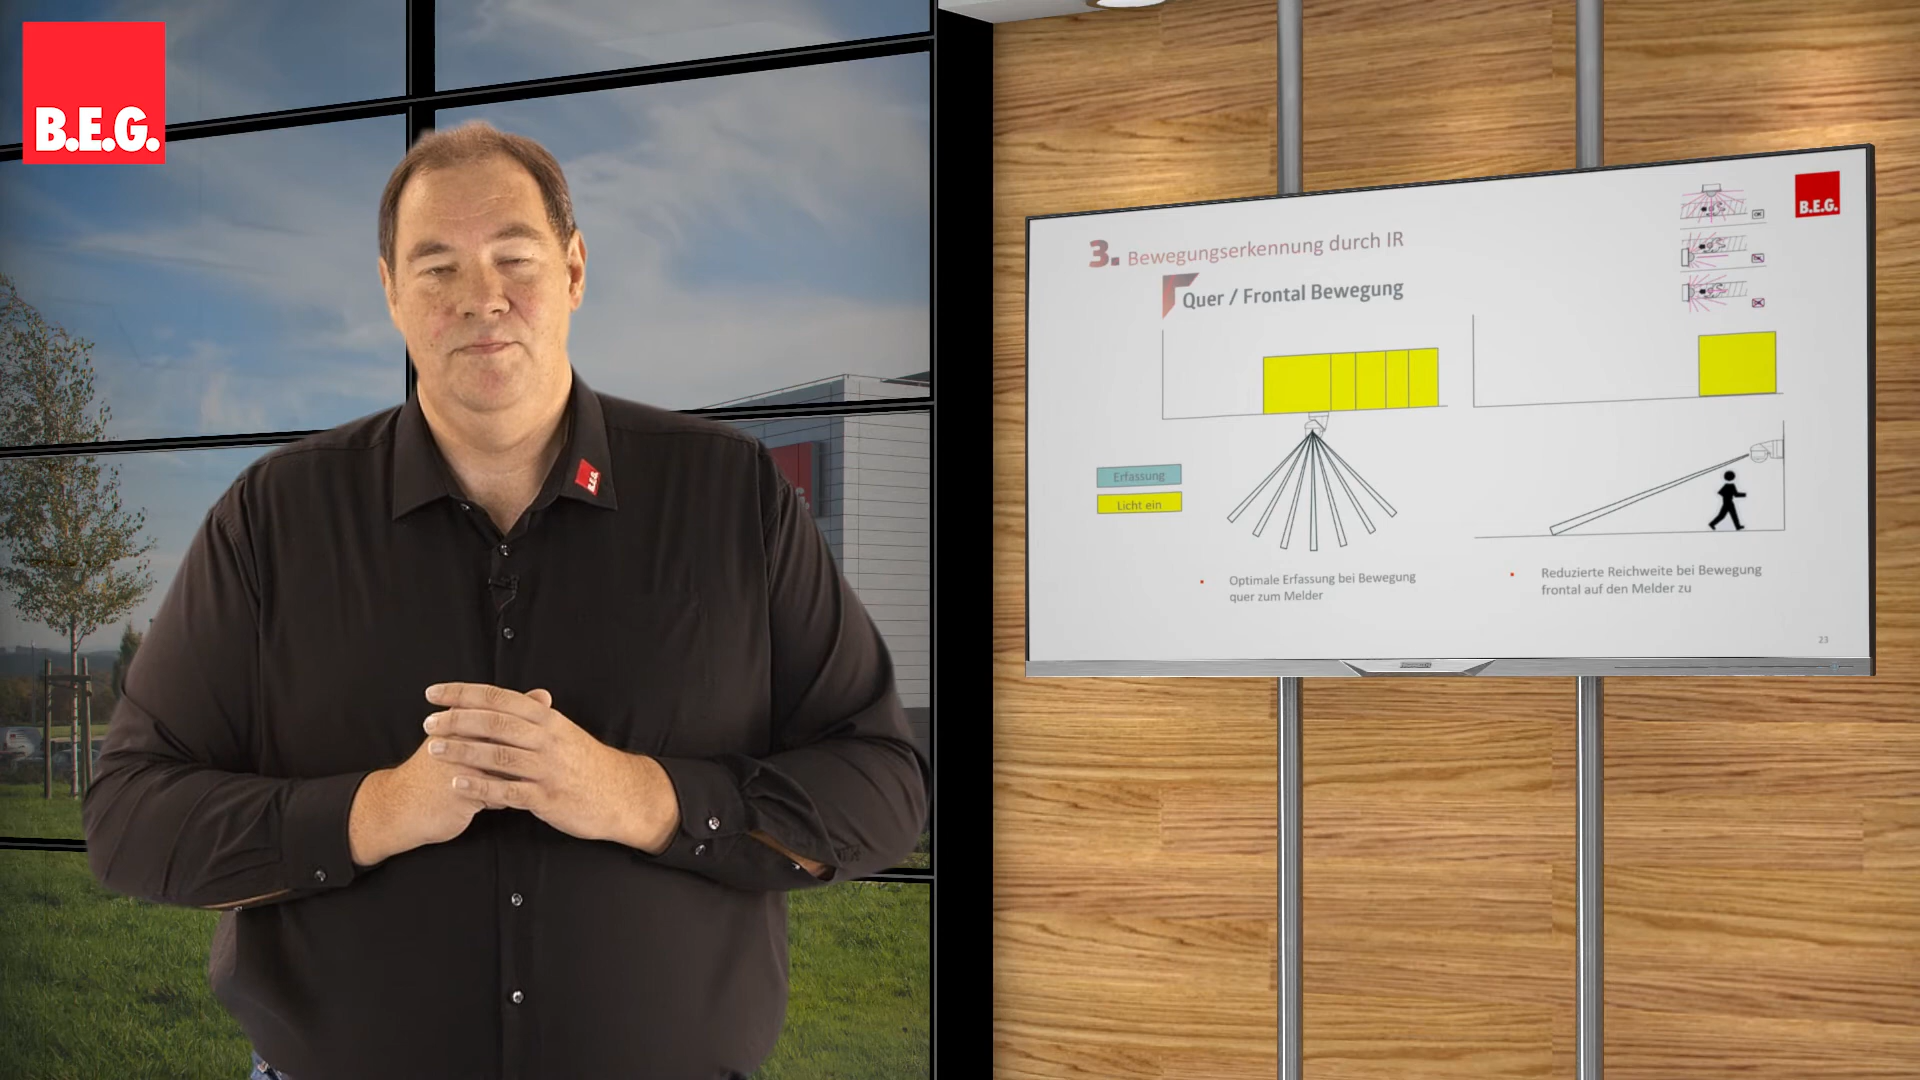 B.E.G.
B.E.G.
B.E.G.
3. Bewegungserkennung durch IR
Quer / Frontal Bewegung
Erfassung
Licht ein
Optimale Erfassung bei Bewegung
quer zum Melder
Reduzierte Reichweite bei Bewegung
frontal auf den Melder zu
23